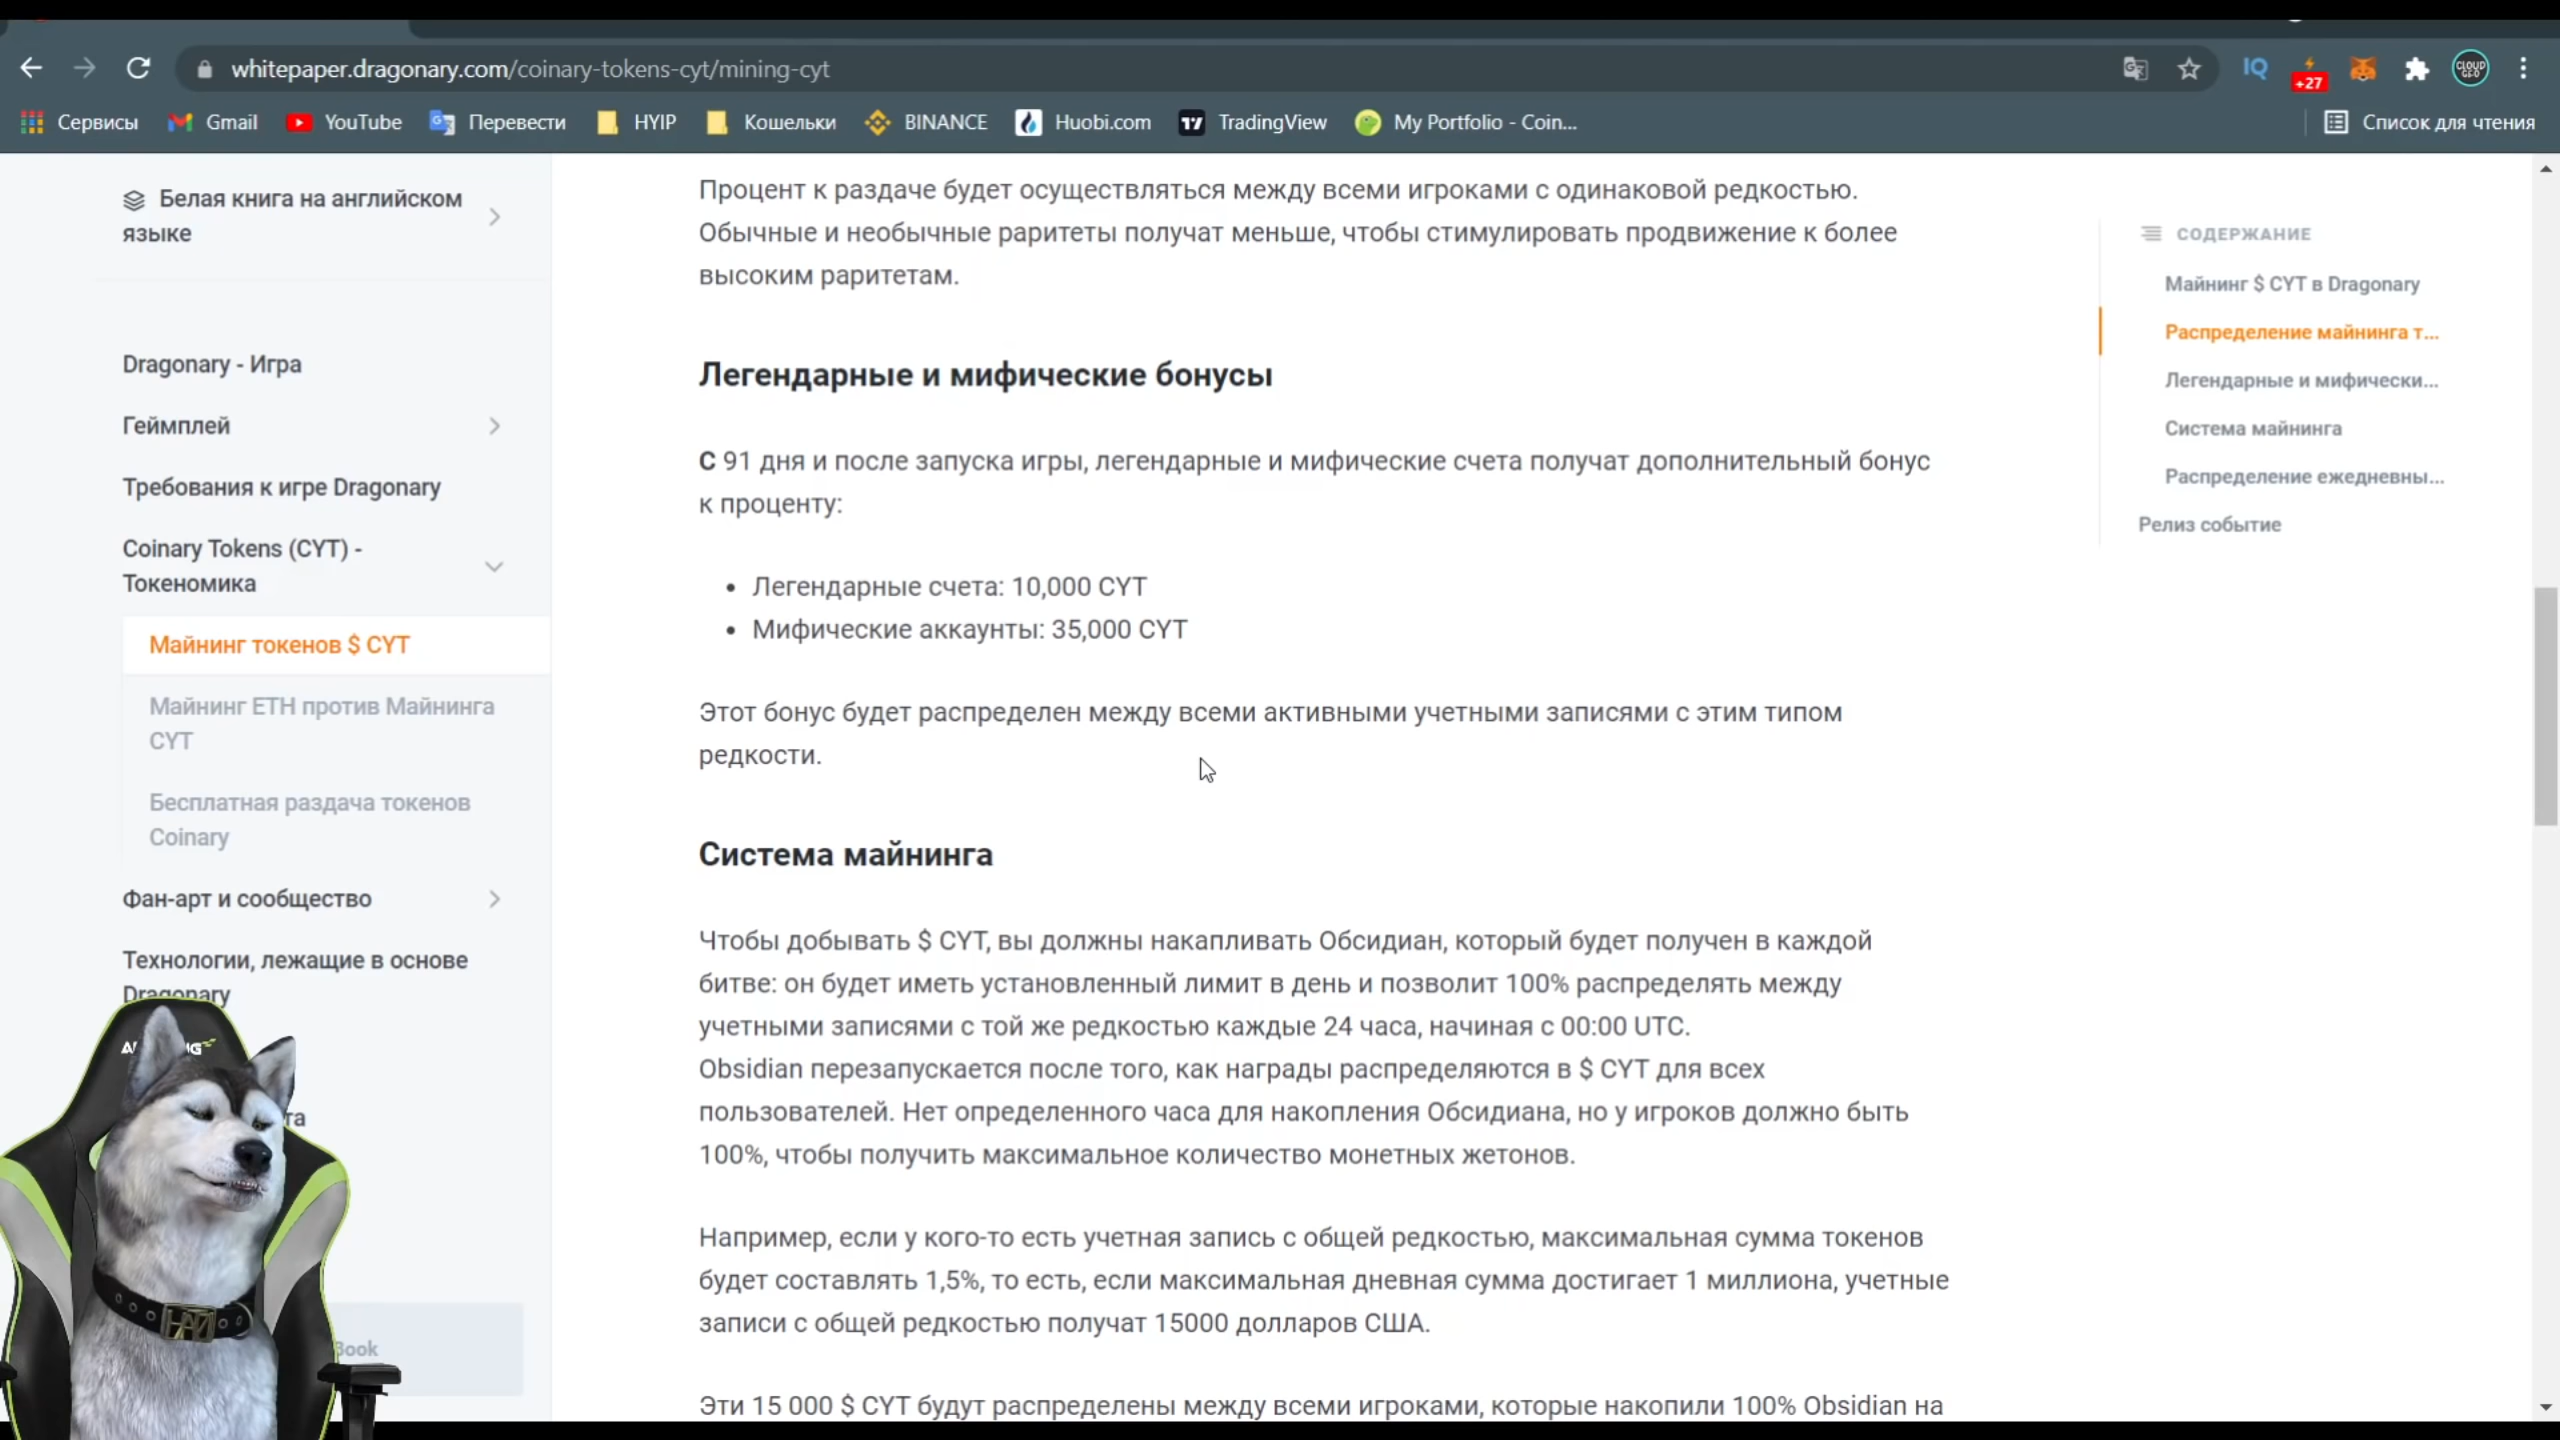 whitepaper.dragonary.com/coinary-tokens-cyt/mining-cyt
IQ
+27
CLOUD
Сервисы
Gmail
YouTube
Перевести
HYIP
Кошельки
BINANCE
Huobi.com
TradingView
My Portfolio - Coin...
Список для чтения
Белая книга на английском
языке
Dragonary - Игра
Геймплей
Требования к игре Dragonary
Coinary Tokens (CYT) -
Токеномика
Майнинг токенов $ CYT
Майнинг ETH против Майнинга
CYT
Бесплатная раздача токенов
Coinary
Фан-арт и сообщество
Технологии, лежащие в основе
Dragonary
та
Book
Процент к раздаче будет осуществляться между всеми игроками с одинаковой редкостью.
Обычные и необычные раритеты получат меньше, чтобы стимулировать продвижение к более
высоким раритетам.
Легендарные и мифические бонусы
С 91 дня и после запуска игры, легендарные и мифические счета получат дополнительный бонус
к проценту:
• Легендарные счета: 10,000 CYT
• Мифические аккаунты: 35,000 CYT
Этот бонус будет распределен между всеми активными учетными записями с этим типом
редкости.
Система майнинга
Чтобы добывать $ CYT, вы должны накапливать Обсидиан, который будет получен в каждой
битве: он будет иметь установленный лимит в день и позволит 100% распределять между
учетными записями с той же редкостью каждые 24 часа, начиная с 00:00 UTC.
Obsidian перезапускается после того, как награды распределяются в $ CYT для всех
пользователей. Нет определенного часа для накопления Обсидиана, но у игроков должно быть
100%, чтобы получить максимальное количество монетных жетонов.
Например, если у кого-то есть учетная запись с общей редкостью, максимальная сумма токенов
будет составлять 1,5%, то есть, если максимальная дневная сумма достигает 1 миллиона, учетные
записи с общей редкостью получат 15000 долларов США.
Эти 15 000 $ CYT будут распределены между всеми игроками, которые накопили 100% Obsidian на
СОДЕРЖАНИЕ
Майнинг $ CYT в Dragonary
Распределение майнинга т...
Легендарные и мифически...
Система майнинга
Распределение ежедневны...
Релиз событие